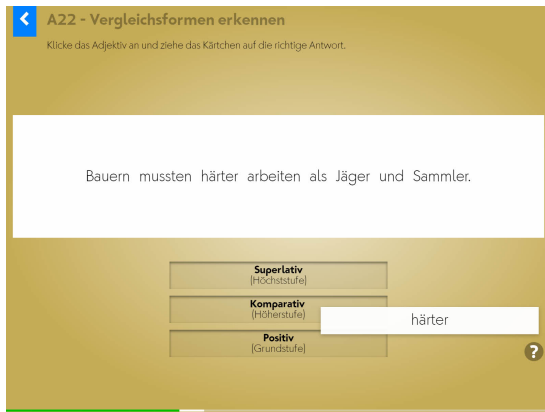 A22 - Vergleichsformen erkennen
Klicke das Adjektiv an und ziehe das Kärtchen auf die richtige Antwort.
Bauern mussten härter arbeiten als Jäger und Sammler.
Superlativ
(Höchststufe)
Komparativ
(Höherstufe)
härter
Positiv
(Grundstufe)
?